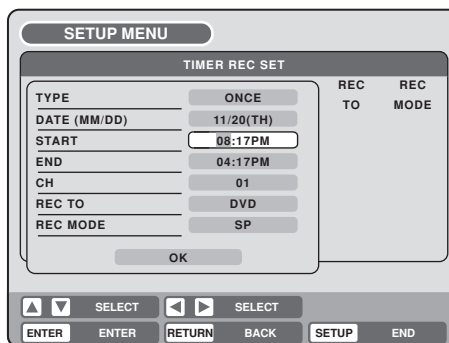 SETUP MENU
TIMER REC SET
REC TO
REC MODE
TYPE ONCE
DATE (MM/DD) 11/20(TH)
START 08:17PM
END 04:17PM
CH 01
REC TO DVD
REC MODE SP
OK
SELECT SELECT
ENTER ENTER RETURN BACK SETUP END